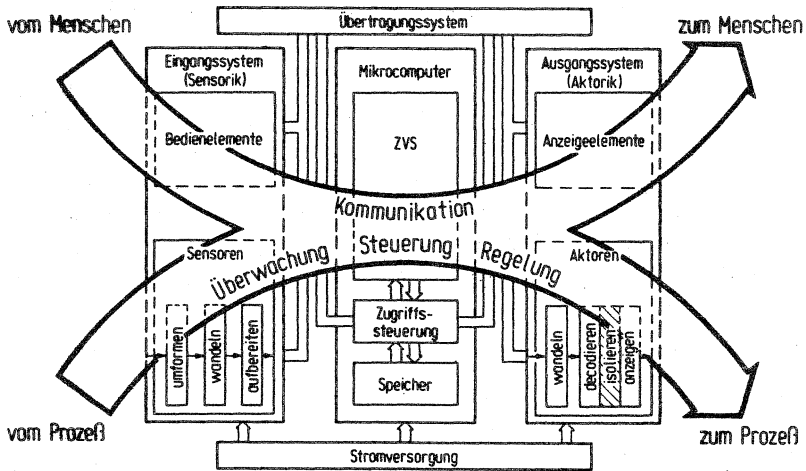 Übertragungssystem
vom Menschen
zum Menschen
Eingangssystem
(Sensorik)
Mikrocomputer
Ausgangssystem
(Aktorik)
Bedienelemente
ZVS
Anzeigeelemente
Kommunikation
Sensoren
Überwachung
Steuerung
Regelung
Aktoren
umformen
wandeln
aufbereiten
Zugriffs-
steuerung
wandeln
decodieren
isolieren
anzeigen
Speicher
vom Prozeß
zum Prozeß
Stromversorgung